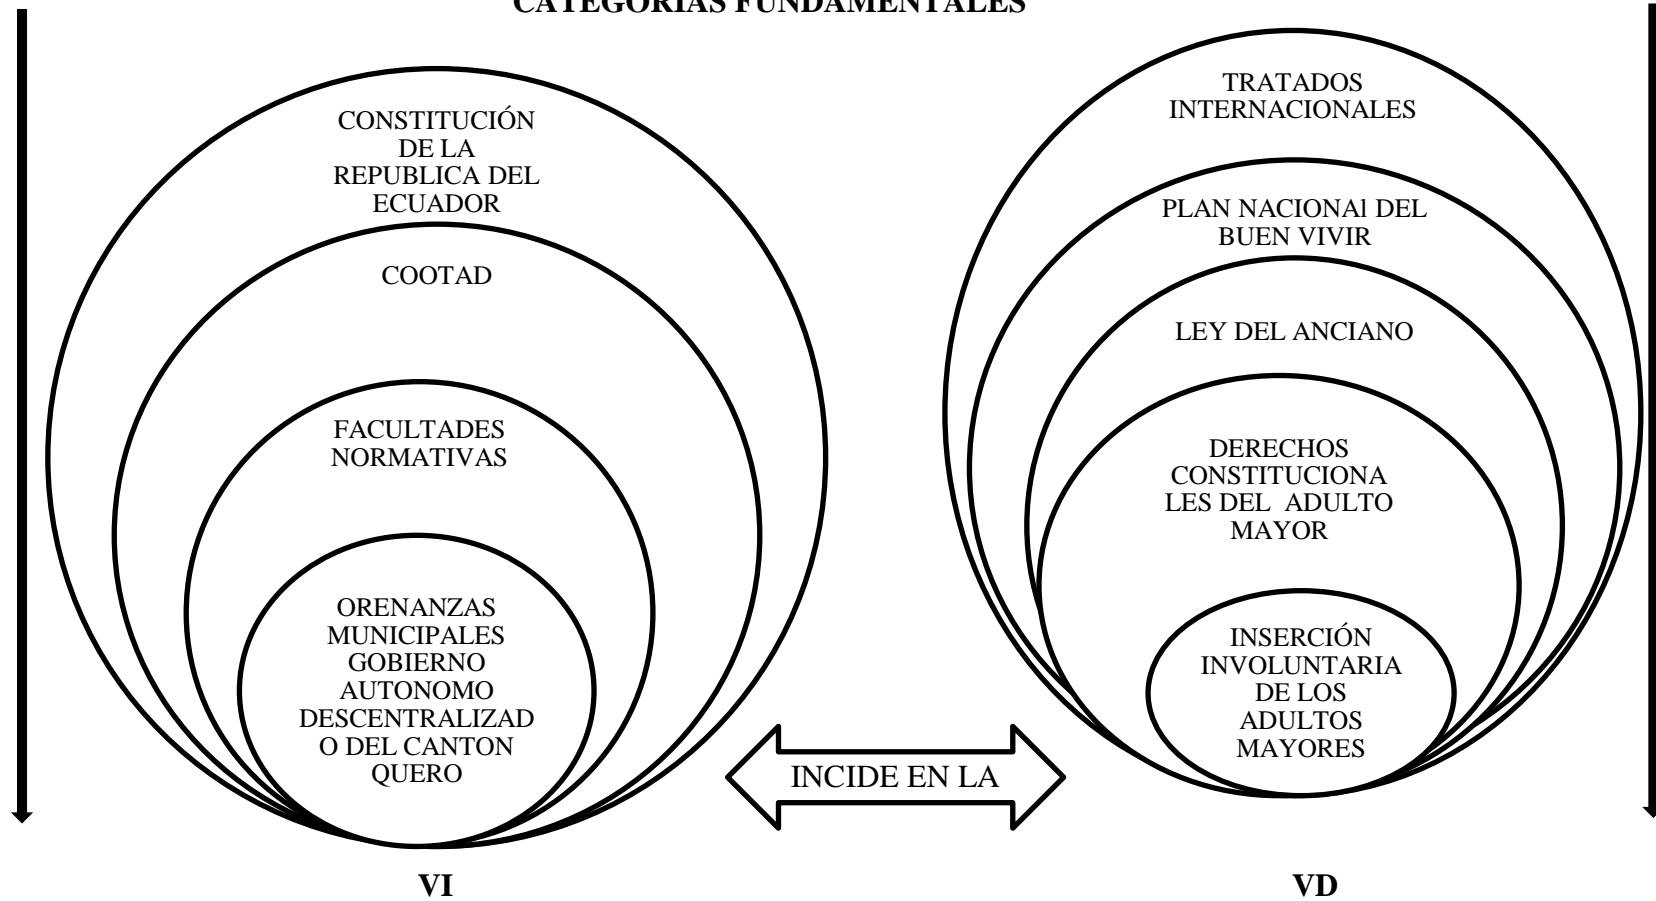 CATEGORÍAS FUNDAMENTALES
CONSTITUCIÓN
DE LA
REPUBLICA DEL
ECUADOR
COOTAD
FACULTADES
NORMATIVAS
ORENANZAS
MUNICIPALES
GOBIERNO
AUTONOMO
DESCENTRALIZAD
O DEL CANTON
QUERO
VI
INCIDE EN LA
TRATADOS
INTERNACIONALES
PLAN NACIONAl DEL
BUEN VIVIR
LEY DEL ANCIANO
DERECHOS
CONSTITUCIONA
LES DEL ADULTO
MAYOR
INSERCIÓN
INVOLUNTARIA
DE LOS
ADULTOS
MAYORES
VD